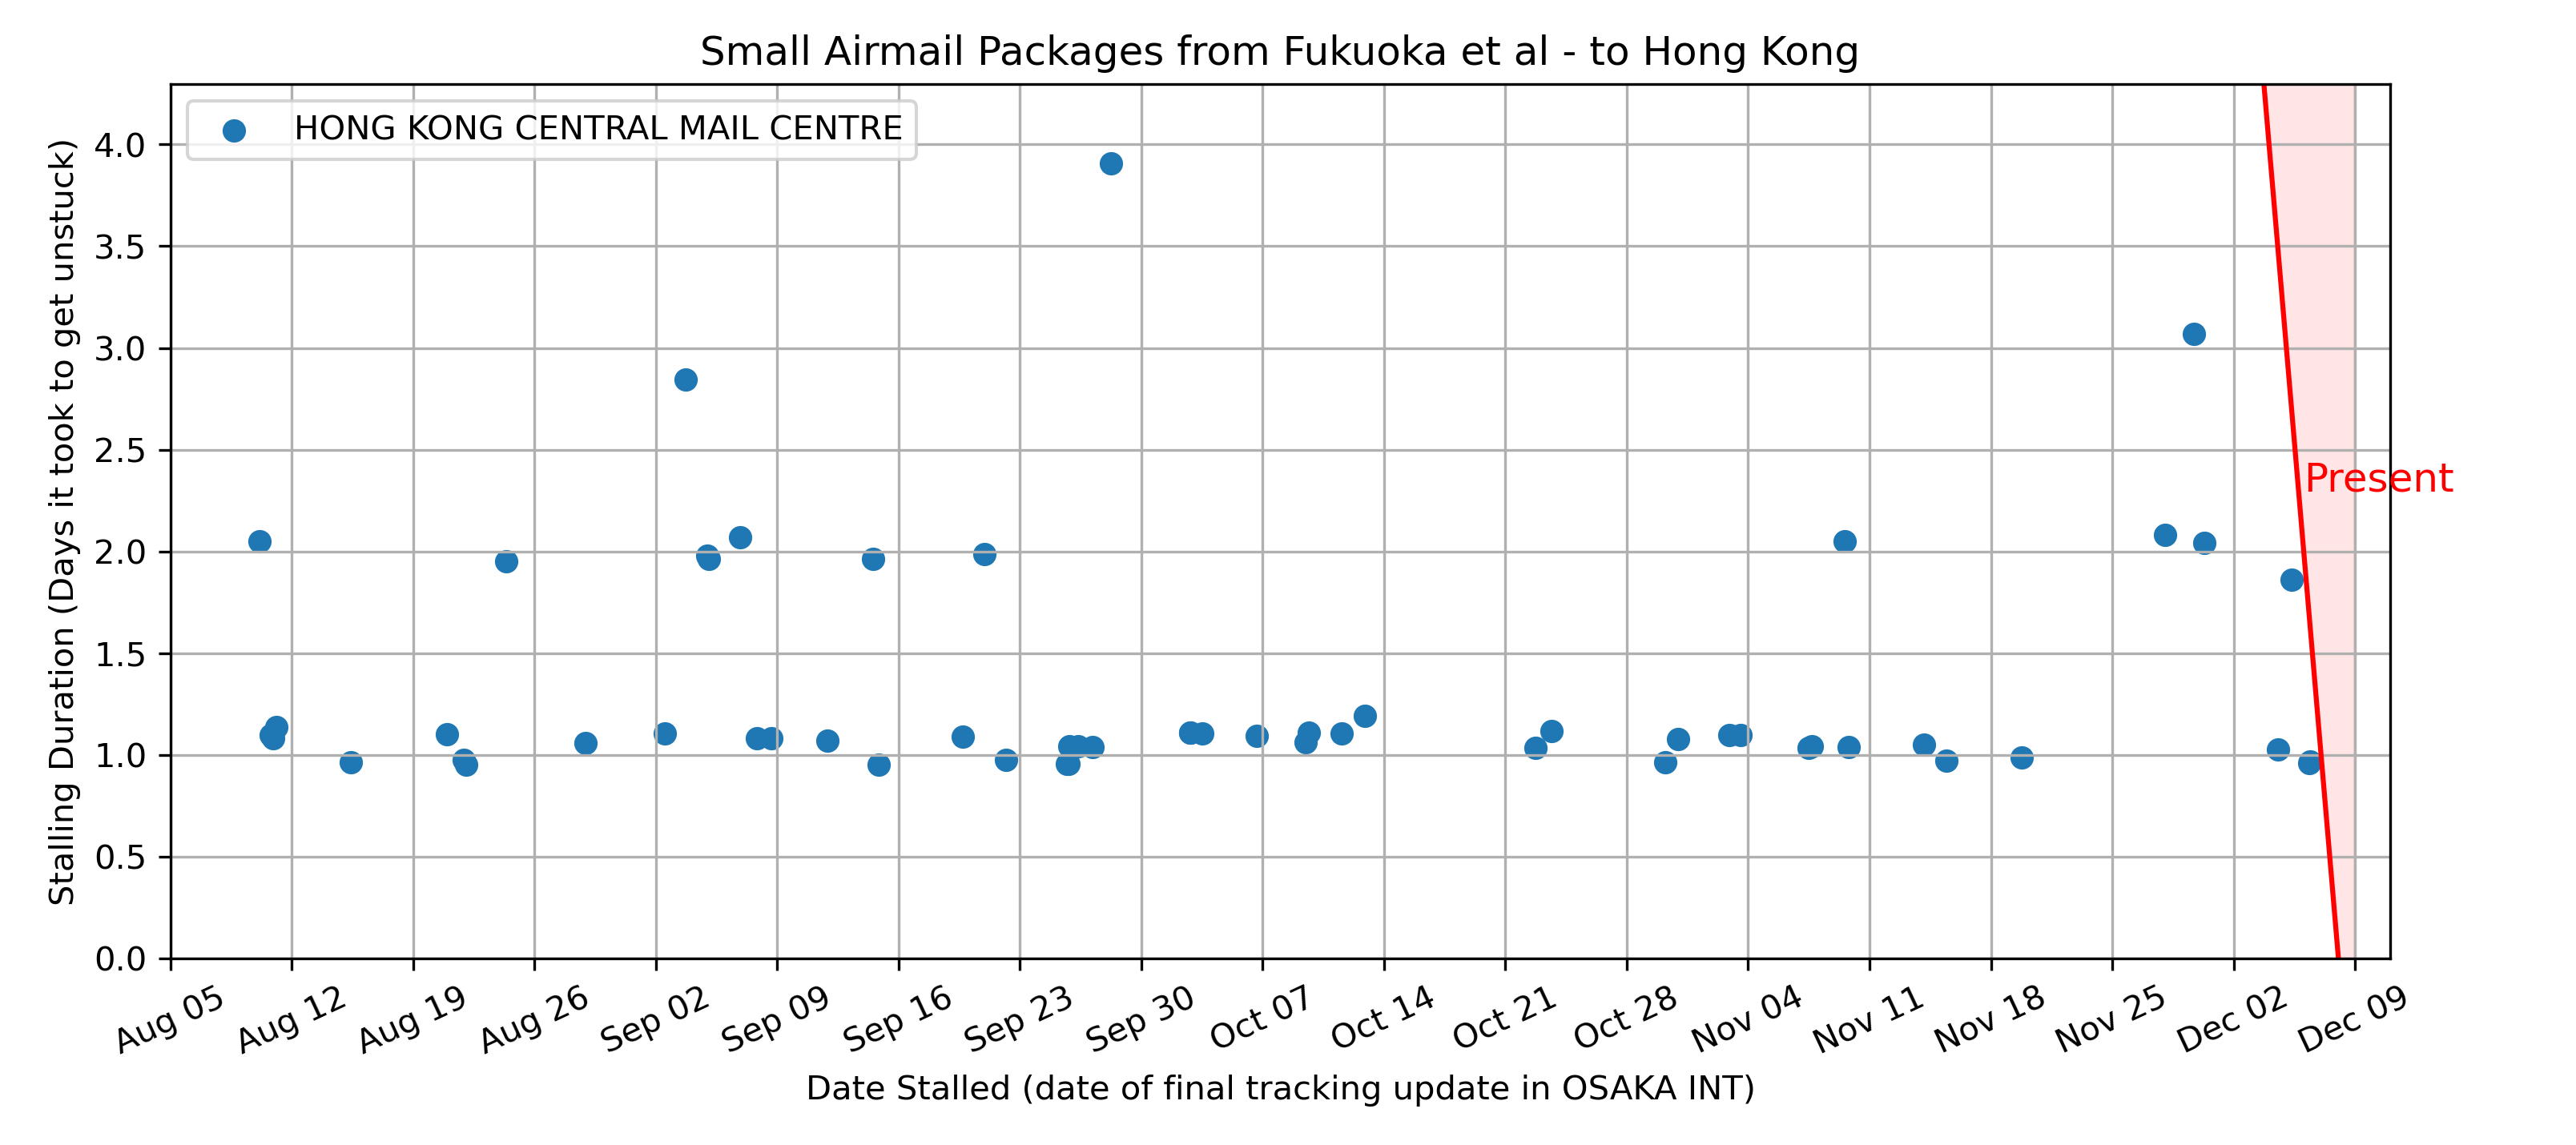 Small Airmail Packages from Fukuoka et al - to Hong Kong
HONG KONG CENTRAL MAIL CENTRE
Stalling Duration (Days it took to get unstuck)
4.0
3.5
3.0
2.5
2.0
1.5
1.0
0.5
0.0
Present
Aug 05
Aug 12
Aug 19
Aug 26
Sep 02
Sep 09
Sep 16
Sep 23
Sep 30
Oct 07
Oct 14
Oct 21
Oct 28
Nov 04
Nov 11
Nov 18
Nov 25
Dec 02
Dec 09
Date Stalled (date of final tracking update in OSAKA INT)